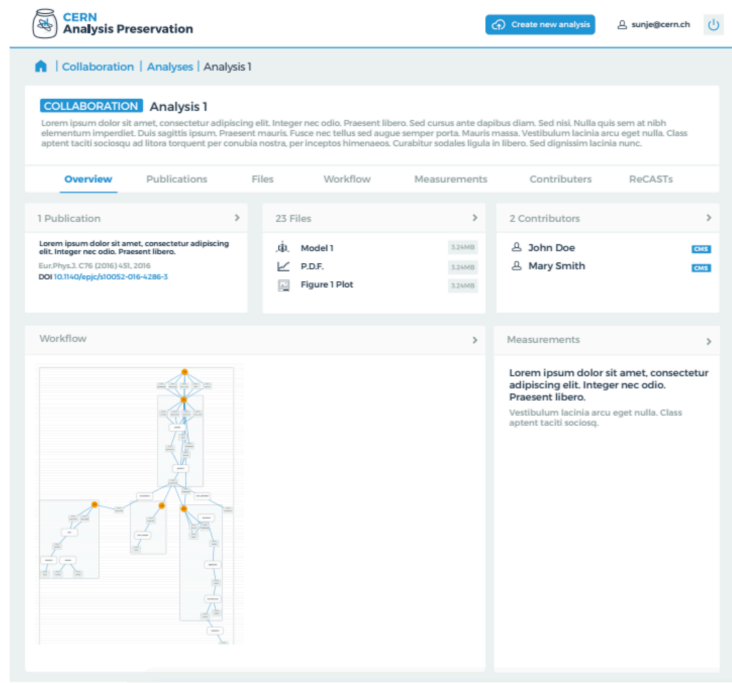 CERN
Analysis Preservation
Create new analysis
sunje@cern.ch
Collaboration | Analyses | Analysis 1
COLLABORATION Analysis 1
Lorem ipsum dolor sit amet, consectetur adipiscing elit. Integer nec odio. Praesent libero. Sed cursus ante dapibus diam. Sed nisi. Nulla quis sem at nibh
elementum imperdiet. Duis sagittis ipsum. Praesent mauris. Fusce nec tellus sed augue semper porta. Mauris massa. Vestibulum lacinia arcu eget nulla. Class
aptent taciti sociosqu ad litora torquent per conubia nostra, per inceptos himenaeos. Curabitur sodales ligula in libero. Sed dignissim lacinia nunc.
Overview Publications Files Workflow Measurements Contributers ReCASTs
1 Publication
Lorem ipsum dolor sit amet, consectetur adipiscing
elit. Integer nec odio. Praesent libero.
Eur.Phys.J. C76 (2016) 451, 2016
DOI 10.1140/epjc/s10052-016-4286-3
23 Files
Model 1 3.24MB
P.D.F. 3.24MB
Figure 1 Plot 3.24MB
2 Contributors
John Doe CMS
Mary Smith CMS
Workflow
Measurements
Lorem ipsum dolor sit amet, consectetur
adipiscing elit. Integer nec odio.
Praesent libero.
Vestibulum lacinia arcu eget nulla. Class
aptent taciti sociosq.